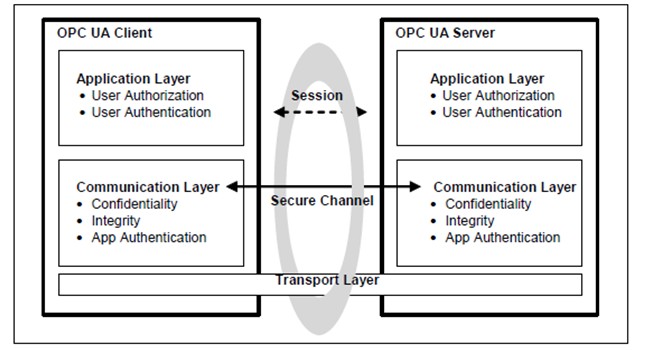 OPC UA Client
Application Layer
• User Authorization
• User Authentication
Communication Layer
• Confidentiality
• Integrity
• App Authentication
Session
Secure Channel
Transport Layer
OPC UA Server
Application Layer
• User Authorization
• User Authentication
Communication Layer
• Confidentiality
• Integrity
• App Authentication